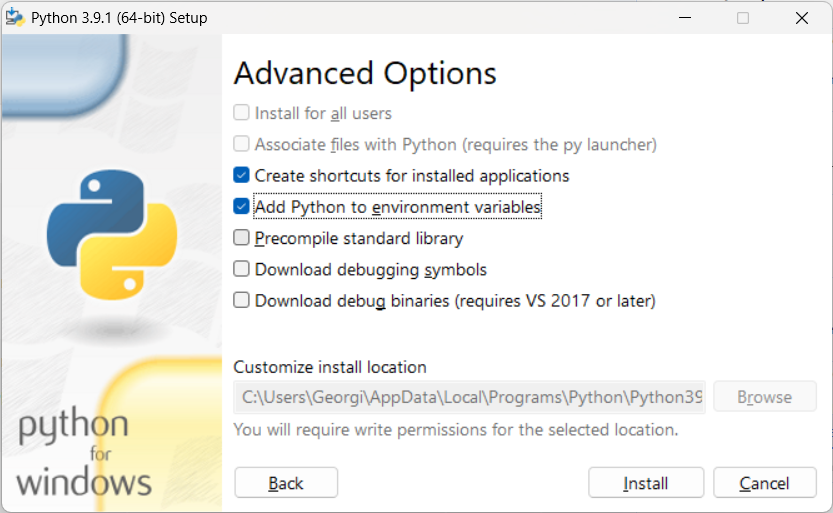 Python 3.9.1 (64-bit) Setup
Advanced Options
Install for all users
Associate files with Python (requires the py launcher)
Create shortcuts for installed applications
Add Python to environment variables
Precompile standard library
Download debugging symbols
Download debug binaries (requires VS 2017 or later)
Customize install location
C:\Users\Georgi\AppData\Local\Programs\Python\Python39
Browse
You will require write permissions for the selected location.
python
for
windows
Back
Install
Cancel